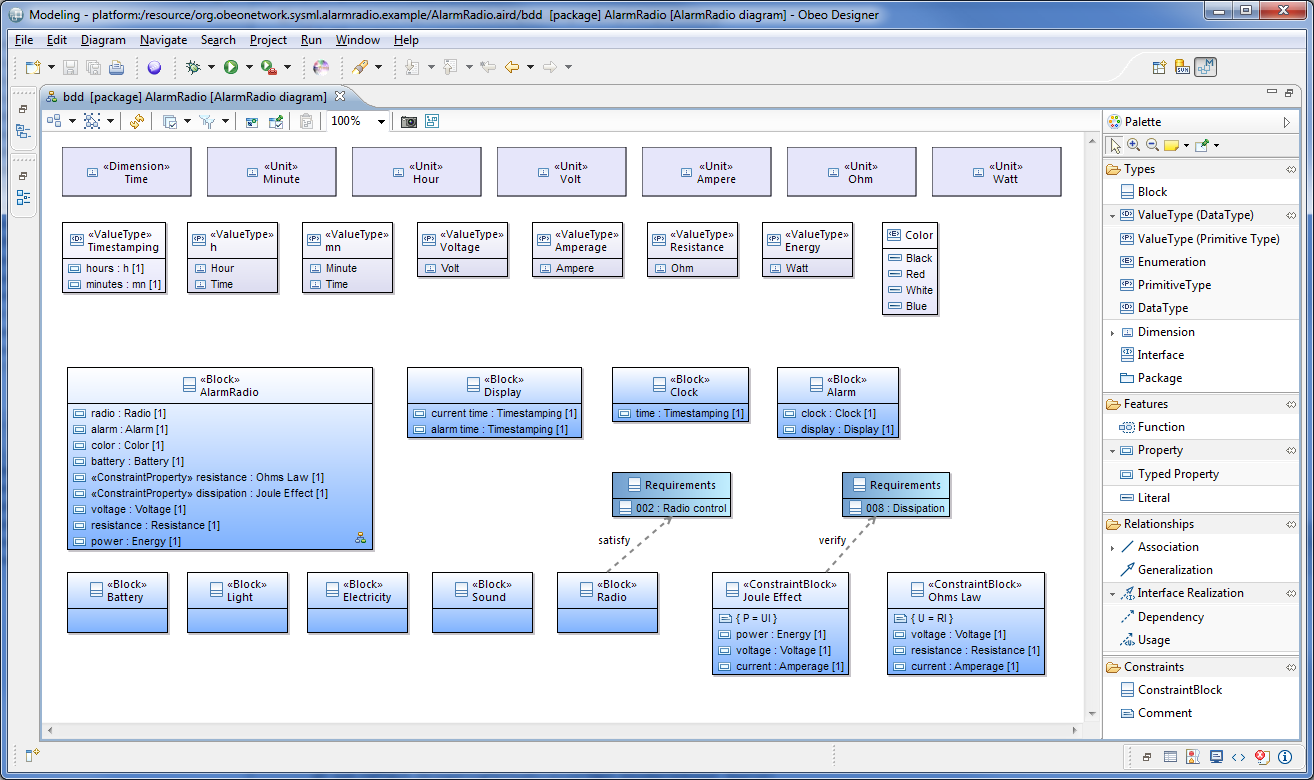 Modeling - platform:/resource/org.obeonetwork.sysml.alarmradio.example/AlarmRadio.aird/bdd [package] AlarmRadio [AlarmRadio diagram] - Obeo Designer
File Edit Diagram Navigate Search Project Run Window Help
bdd [package] AlarmRadio [AlarmRadio diagram]
100%
«Dimension»
Time
«Unit»
Minute
«Unit»
Hour
«Unit»
Volt
«Unit»
Ampere
«Unit»
Ohm
«Unit»
Watt
«ValueType»
Timestamping
hours : h [1]
minutes : mn [1]
«ValueType»
h
Hour
Time
«ValueType»
mn
Minute
Time
«ValueType»
Voltage
Volt
«ValueType»
Amperage
Ampere
«ValueType»
Resistance
Ohm
«ValueType»
Energy
Watt
Color
Black
Red
White
Blue
«Block»
AlarmRadio
radio : Radio [1]
alarm : Alarm [1]
color : Color [1]
battery : Battery [1]
«ConstraintProperty» resistance : Ohms Law [1]
«ConstraintProperty» dissipation : Joule Effect [1]
voltage : Voltage [1]
resistance : Resistance [1]
power : Energy [1]
«Block»
Display
current time : Timestamping [1]
alarm time : Timestamping [1]
«Block»
Clock
time : Timestamping [1]
«Block»
Alarm
clock : Clock [1]
display : Display [1]
Requirements
002 : Radio control
Requirements
008 : Dissipation
satisfy
verify
«Block»
Battery
«Block»
Light
«Block»
Electricity
«Block»
Sound
«Block»
Radio
«ConstraintBlock»
Joule Effect
{ P = UI }
power : Energy [1]
voltage : Voltage [1]
current : Amperage [1]
«ConstraintBlock»
Ohms Law
{ U = RI }
voltage : Voltage [1]
resistance : Resistance [1]
current : Amperage [1]
Palette
Types
Block
ValueType (DataType)
ValueType (Primitive Type)
Enumeration
PrimitiveType
DataType
Dimension
Interface
Package
Features
Function
Property
Typed Property
Literal
Relationships
Association
Generalization
Interface Realization
Dependency
Usage
Constraints
ConstraintBlock
Comment